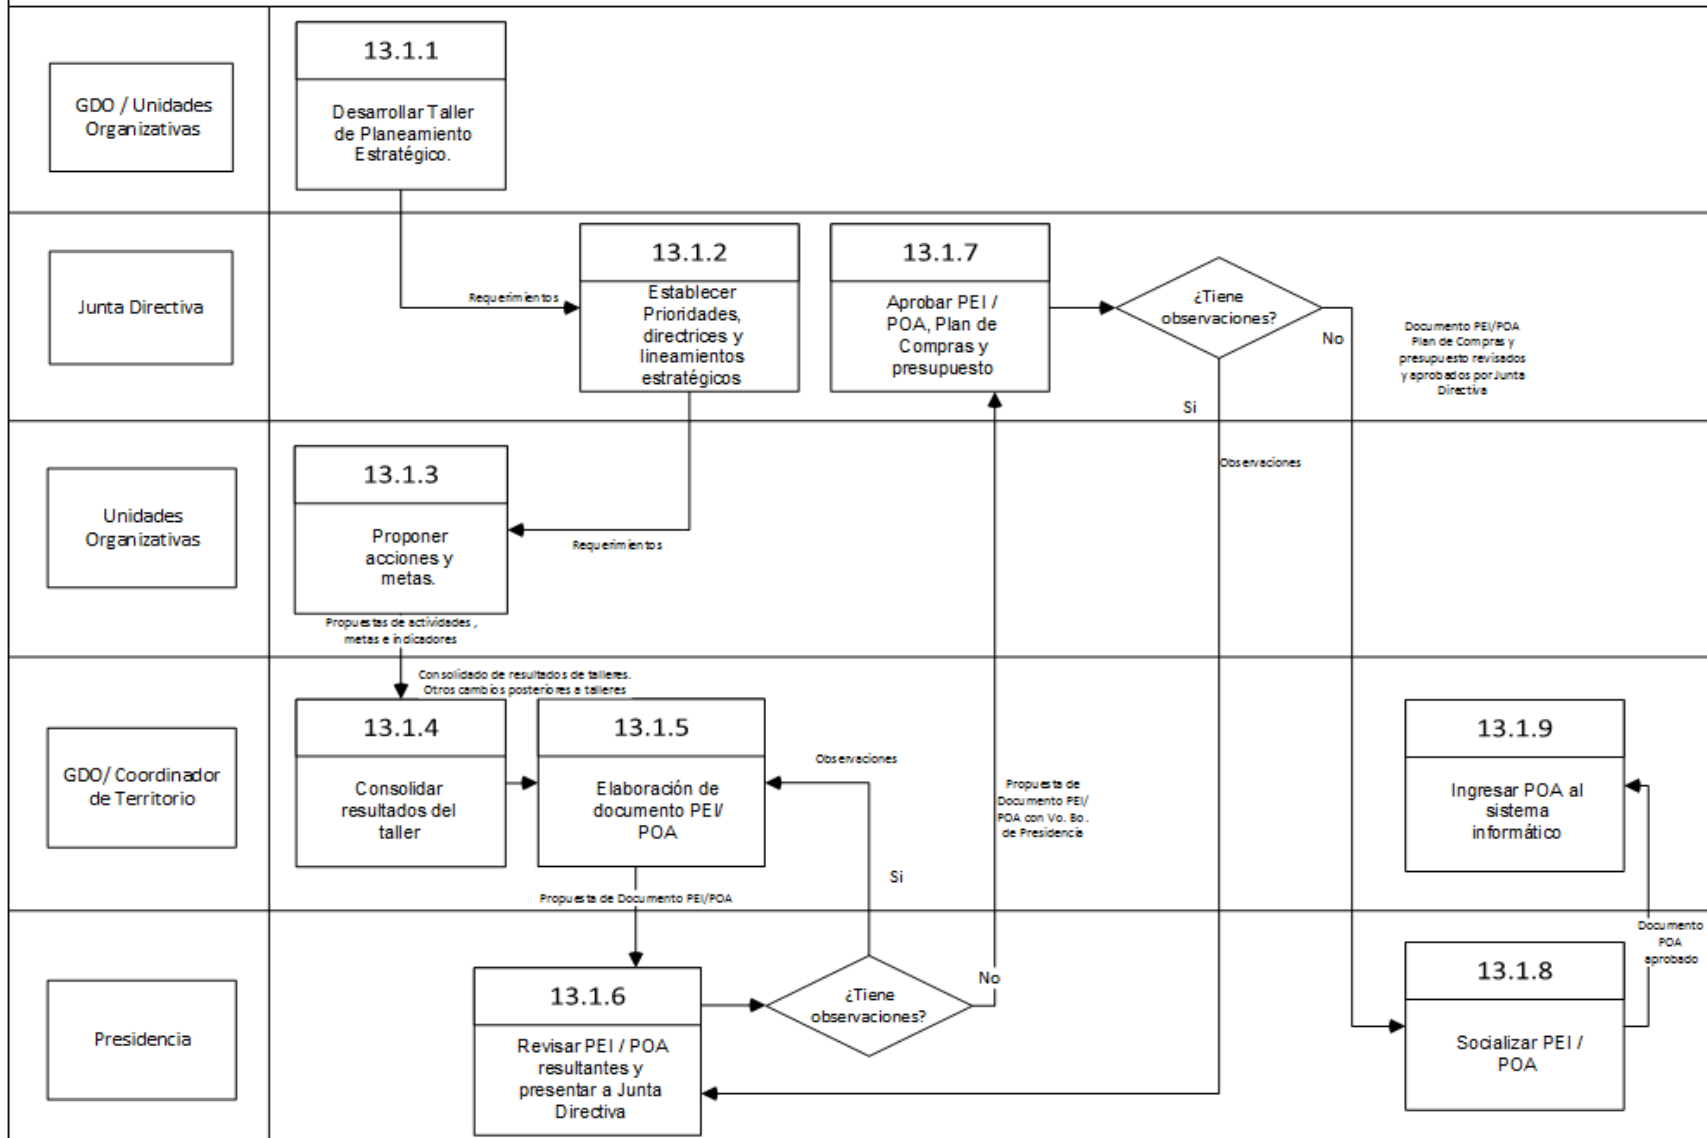 13.1.1
GDO / Unidades
Organizativas
Desarrollar Taller
de Planeamiento
Estratégico.
Junta Directiva
Requerimientos
13.1.2
Establecer
Prioridades,
directrices y
lineamientos
estratégicos
13.1.7
Aprobar PEI /
POA, Plan de
Compras y
presupuesto
¿Tiene
observaciones?
No
Si
Documento PEI/POA
Plan de Compras y
presupuesto revisados
y aprobados por Junta
Directiva
Observaciones
Unidades
Organizativas
13.1.3
Proponer
acciones y
metas.
Requerimientos
Propuestas de actividades,
metas e indicadores
Consolidado de resultados de talleres.
Otros cambios posteriores a talleres
GDO/ Coordinador
de Territorio
13.1.4
Consolidar
resultados del
taller
13.1.5
Elaboración de
documento PEI/
POA
Observaciones
Si
Propuesta de
Documento PEI/
POA con Vo. Bo.
de Presidencia
13.1.9
Ingresar POA al
sistema
informático
Propuesta de Documento PEI/POA
Presidencia
13.1.6
Revisar PEI / POA
resultantes y
presentar a Junta
Directiva
¿Tiene
observaciones?
No
13.1.8
Socializar PEI /
POA
Documento
POA
aprobado